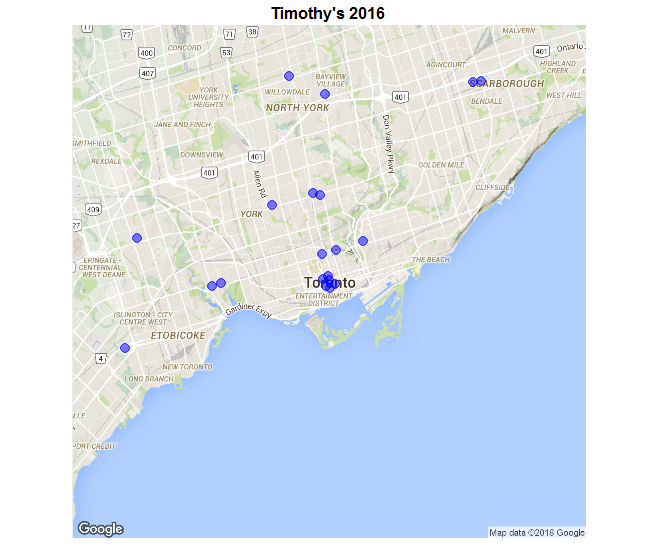 Timothy's 2016
17
71
MALVERN
400
CONCORD
53
48
401
Ontario
407
BAYVIEW
VILLAGE
AGINCOURT
HIGHLAND
CREEK
YORK
UNIVERSITY
HEIGHTS
WILLOWDALE
SCARBOROUGH
NORTH YORK
401
BENDALE
WEST HILL
JANE AND FINCH
Don Valley Pkwy
SMITHFIELD
DOWNSVIEW
REXDALE
401
GOLDEN MILE
401
Allen Rd
CLIFFSIDE
409
YORK
27
ERINGATE -
CENTENNIAL -
WEST DEANE
THE BEACH
Toronto
ENTERTAINMENT
DISTRICT
Gardiner Expy
ISLINGTON - CITY
CENTRE WEST
ETOBICOKE
4
NEW TORONTO
LONG BRANCH
PORT CREDIT
Google
Map data ©2016 Google